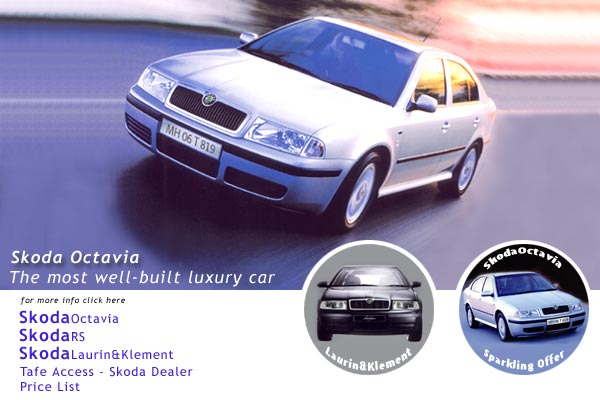 MH 06 T 819
Skoda Octavia
The most well-built luxury car
for more info click here
SkodaOctavia
SkodaRS
SkodaLaurin&Klement
Tafe Access - Skoda Dealer
Price List
Laurin&Klement
SkodaOctavia
Sparkling Offer